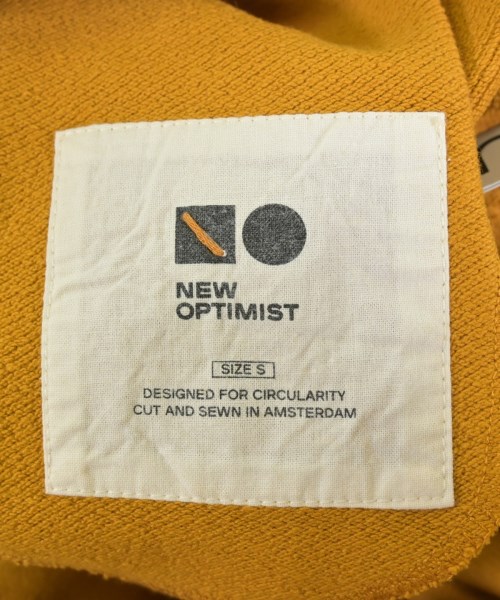 NEW
OPTIMIST
SIZE S
DESIGNED FOR CIRCULARITY
CUT AND SEWN IN AMSTERDAM